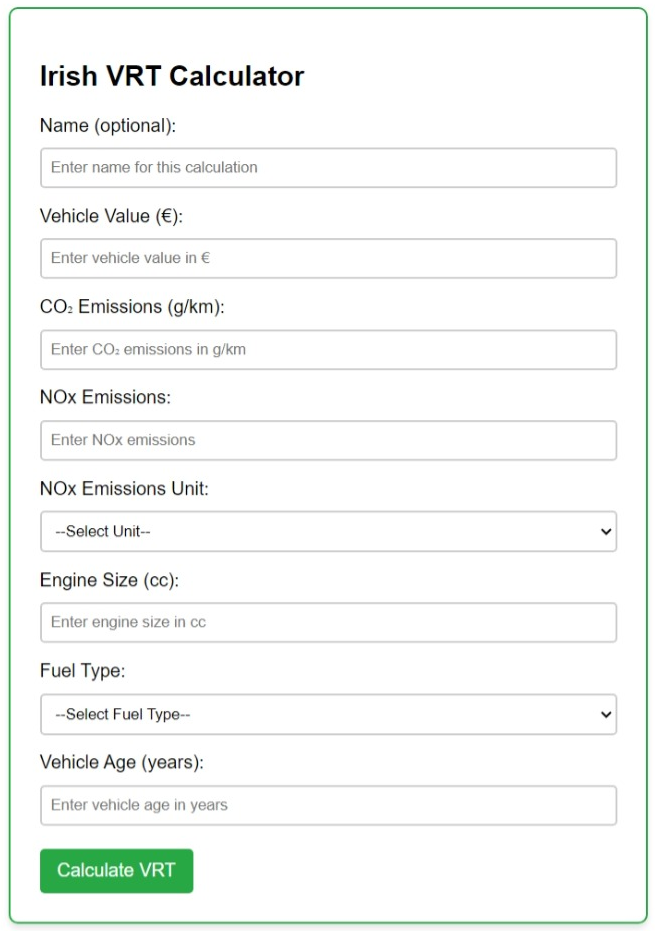 Irish VRT Calculator
Name (optional):
Enter name for this calculation
Vehicle Value (€):
Enter vehicle value in €
CO₂ Emissions (g/km):
Enter CO₂ emissions in g/km
NOx Emissions:
Enter NOx emissions
NOx Emissions Unit:
--Select Unit--
Engine Size (cc):
Enter engine size in cc
Fuel Type:
--Select Fuel Type--
Vehicle Age (years):
Enter vehicle age in years
Calculate VRT